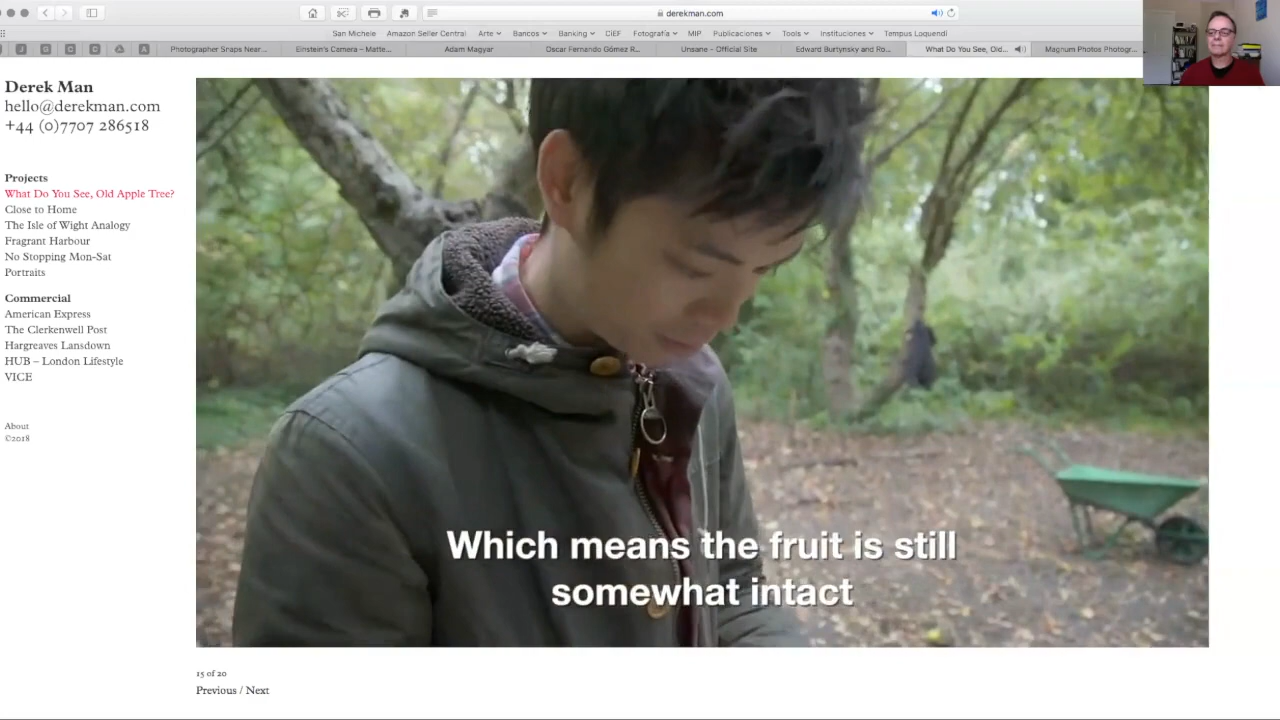 derekman.com
San Michele
Amazon Seller Central
Arte
Bancos
Banking
CIEF
Fotografía
MIP
Publicaciones
Tools
Instituciones
Tempus Loquendi
J
G
C
C
A
Photographer Snaps Near...
Einstein's Camera – Matte...
Adam Magyar
Oscar Fernando Gómez R...
Unsane - Official Site
Edward Burtynsky and Ro...
What Do You See, Old...
Magnum Photos Photogr...
Derek Man
hello@derekman.com
+44 (0)7707 286518
Projects
What Do You See, Old Apple Tree?
Close to Home
The Isle of Wight Analogy
Fragrant Harbour
No Stopping Mon-Sat
Portraits
Commercial
American Express
The Clerkenwell Post
Hargreaves Lansdown
HUB – London Lifestyle
VICE
About
©2018
Which means the fruit is still
somewhat intact
15 of 20
Previous / Next